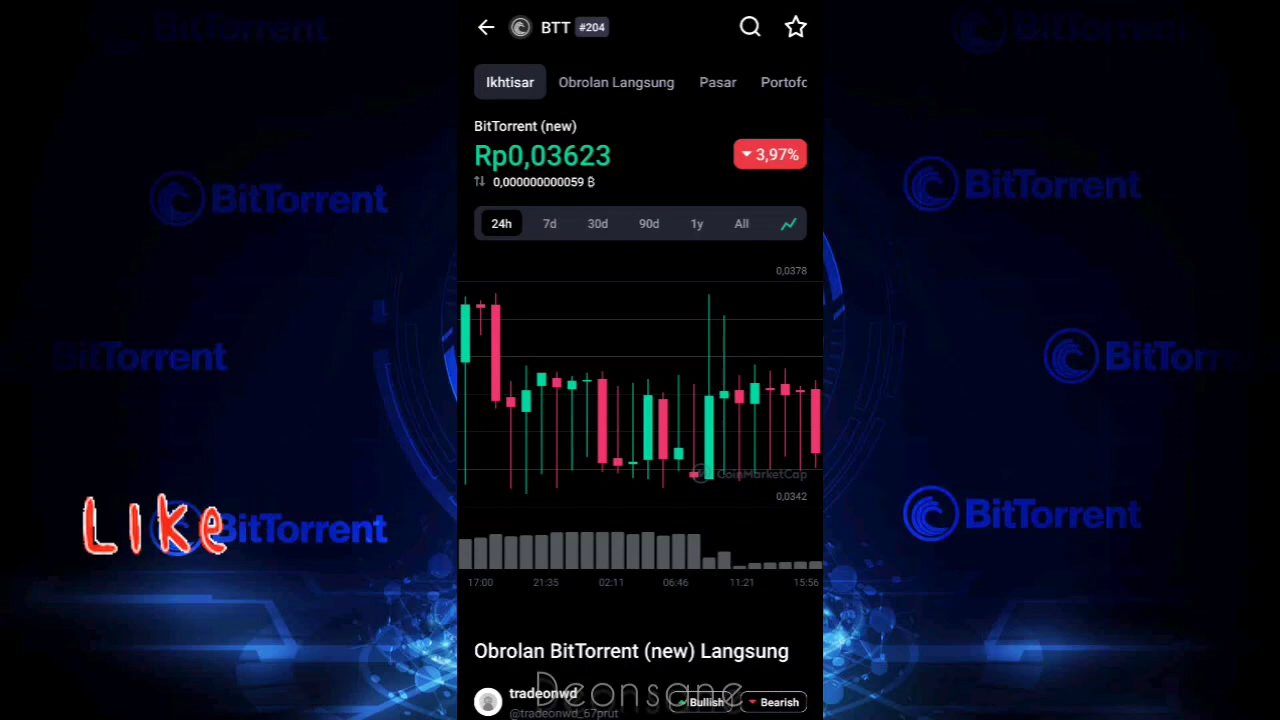 BTT #204
Ikhtisar Obrolan Langsung Pasar Portofo
BitTorrent (new)
Rp0,03623 3,97%
0,000000000059 ₿
24h 7d 30d 90d 1y All
0,0378
CoinMarketCap
0,0342
17:00 21:35 02:11 06:46 11:21 15:56
Obrolan BitTorrent (new) Langsung
tradeonwd Bullish Bearish
@tradeonwd_67prut
Deonsane
Like
BitTorrent
BitTorrent
BitTorrent
BitTorrent
BitTorrent
BitTorr